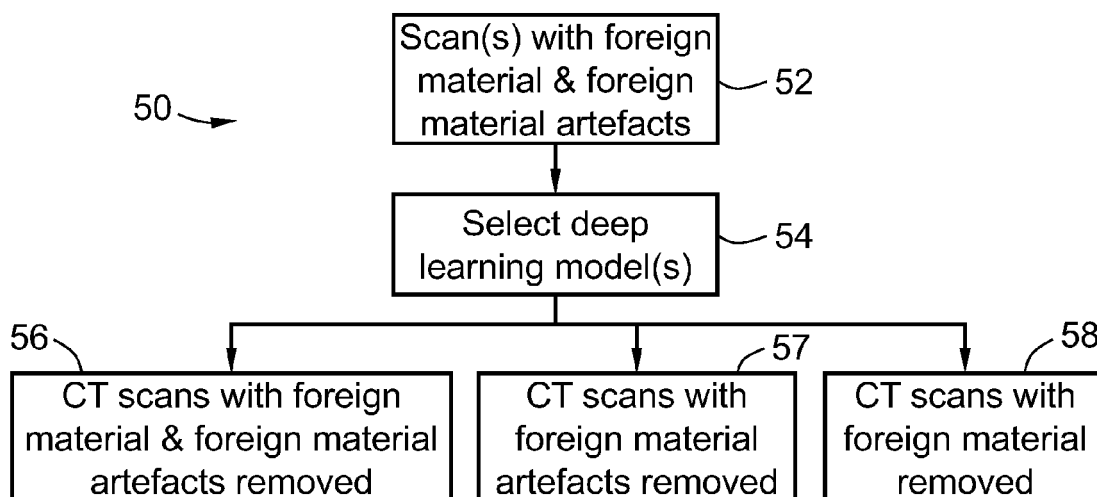 Scan(s) with foreign
material & foreign
material artefacts
52
50
Select deep
learning model(s)
54
56
CT scans with foreign
material & foreign material
artefacts removed
57
CT scans with
foreign material
artefacts removed
58
CT scans with
foreign material
removed